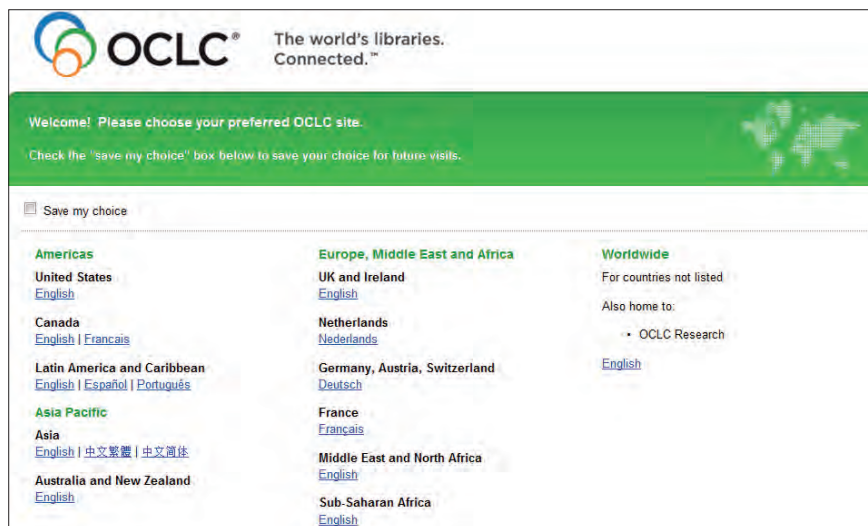 OCLC®
The world's libraries.
Connected.™
Welcome! Please choose your preferred OCLC site.
Check the "save my choice" box below to save your choice for future visits.
Save my choice
Americas
United States
English
Canada
English | Francais
Latin America and Caribbean
English | Español | Português
Asia Pacific
Asia
English | 中文繁體 | 中文简体
Australia and New Zealand
English
Europe, Middle East and Africa
UK and Ireland
English
Netherlands
Nederlands
Germany, Austria, Switzerland
Deutsch
France
Français
Middle East and North Africa
English
Sub-Saharan Africa
English
Worldwide
For countries not listed
Also home to:
• OCLC Research
English